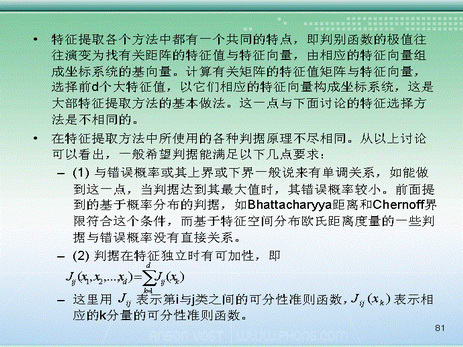 • 特征提取各个方法中都有一个共同的特点，即判别函数的极值往
往演变为找有关距阵的特征值与特征向量，由相应的特征向量组
成坐标系统的基向量。计算有关矩阵的特征值矩阵与特征向量，
选择前d个大特征值，以它们相应的特征向量构成坐标系统，这是
大部特征提取方法的基本做法。这一点与下面讨论的特征选择方
法是不相同的。
• 在特征提取方法中所使用的各种判据原理不尽相同。从以上讨论
可以看出，一般希望判据能满足以下几点要求：
– (1) 与错误概率或其上界或下界一般说来有单调关系，如能做
到这一点，当判据达到其最大值时，其错误概率较小。前面提
到的基于概率分布的判据，如Bhattacharyya距离和Chernoff界
限符合这个条件，而基于特征空间分布欧氏距离度量的一些判
据与错误概率没有直接关系。
– (2) 判据在特征独立时有可加性，即
J_{ij}(x_1,x_2,...,x_d)=\sum_{k=1}^{d}J_{ij}(x_k)
– 这里用 J_{ij} 表示第i与j类之间的可分性准则函数，J_{ij}(x_k) 表示相
应的k分量的可分性准则函数。
81